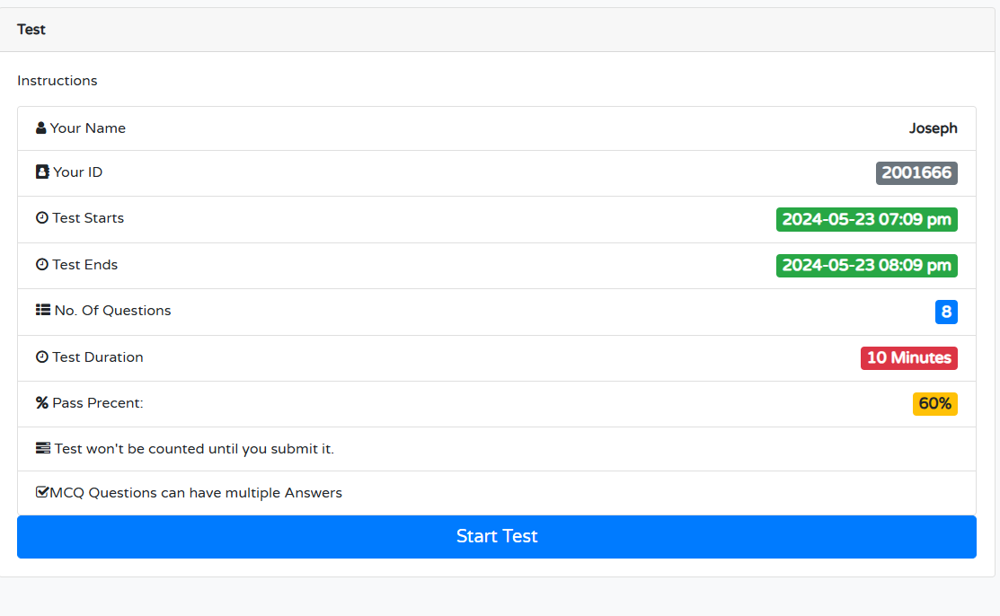 Test
Instructions
Your Name Joseph
Your ID 2001666
Test Starts 2024-05-23 07:09 pm
Test Ends 2024-05-23 08:09 pm
No. Of Questions 8
Test Duration 10 Minutes
Pass Precent: 60%
Test won't be counted until you submit it.
MCQ Questions can have multiple Answers
Start Test